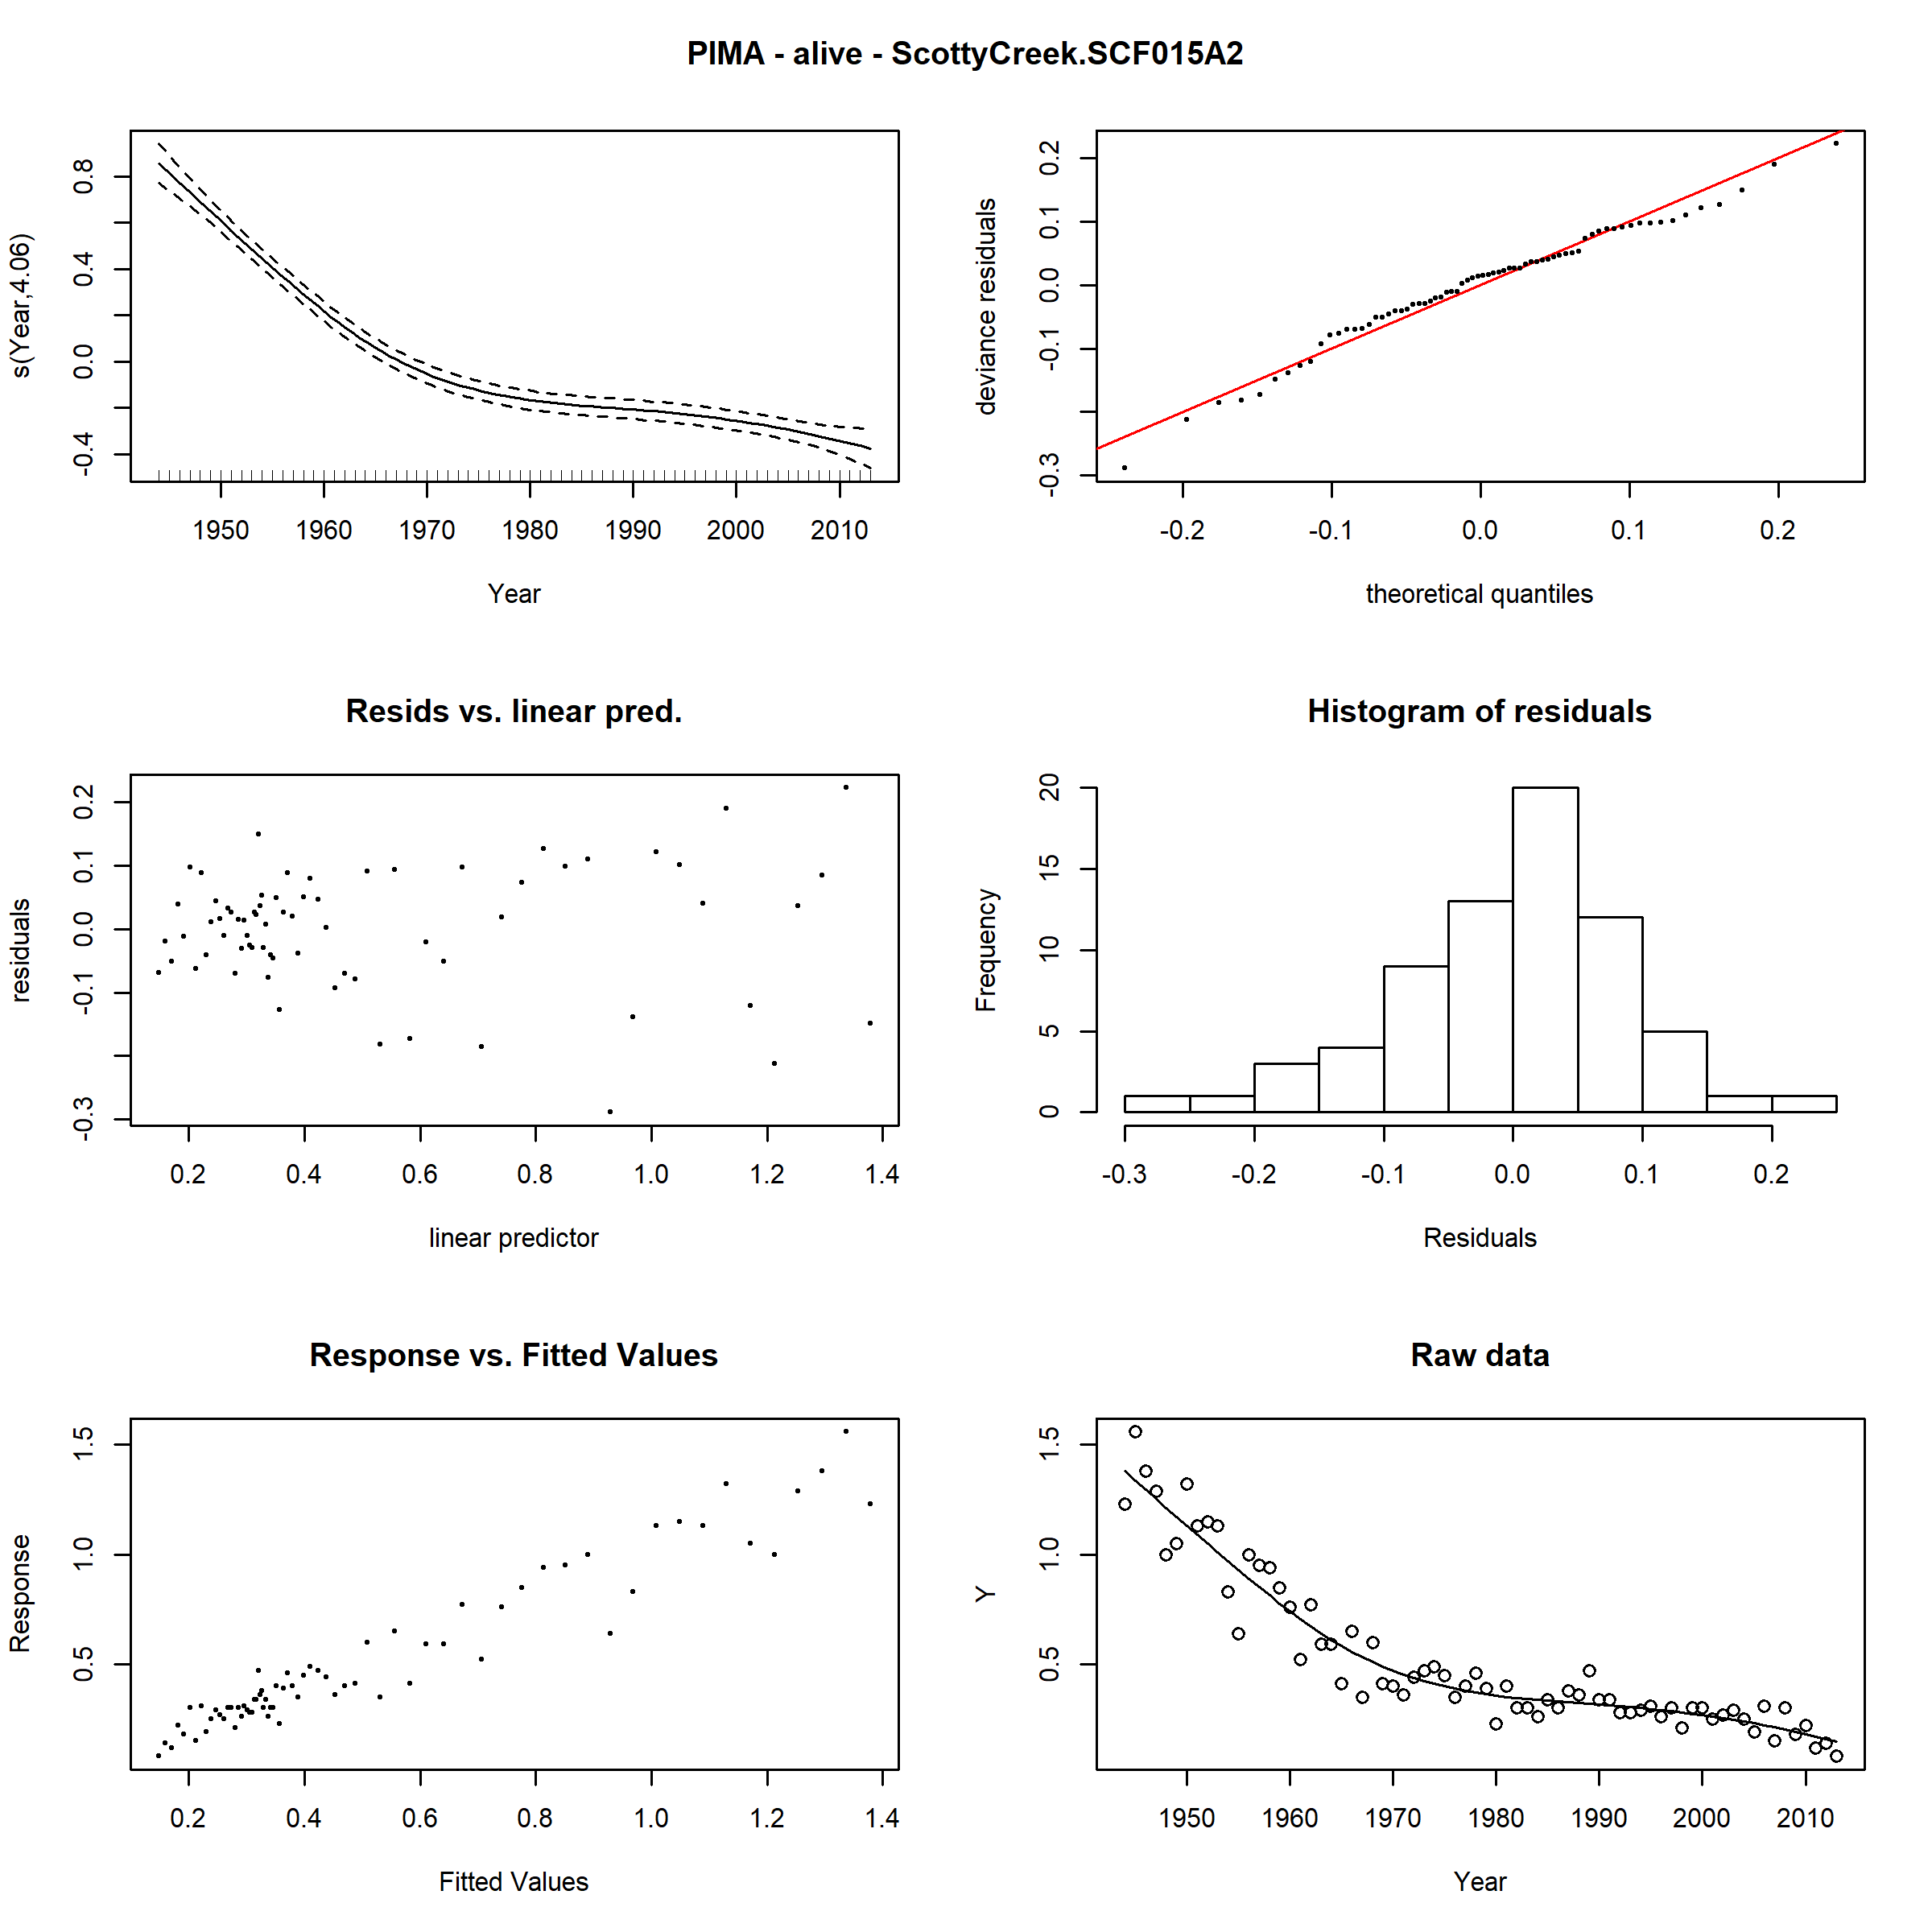 PIMA - alive - ScottyCreek.SCF015A2
s(Year,4.06)
0.8
0.4
0.0
-0.4
1950 1960 1970 1980 1990 2000 2010
Year
deviance residuals
0.2
0.1
0.0
-0.1
-0.3
-0.2 -0.1 0.0 0.1 0.2
theoretical quantiles
Resids vs. linear pred.
residuals
0.2
0.1
0.0
-0.1
-0.3
0.2 0.4 0.6 0.8 1.0 1.2 1.4
linear predictor
Histogram of residuals
Frequency
20
15
10
5
0
-0.3 -0.2 -0.1 0.0 0.1 0.2
Residuals
Response vs. Fitted Values
Response
1.5
1.0
0.5
0.2 0.4 0.6 0.8 1.0 1.2 1.4
Fitted Values
Raw data
Y
1.5
1.0
0.5
1950 1960 1970 1980 1990 2000 2010
Year